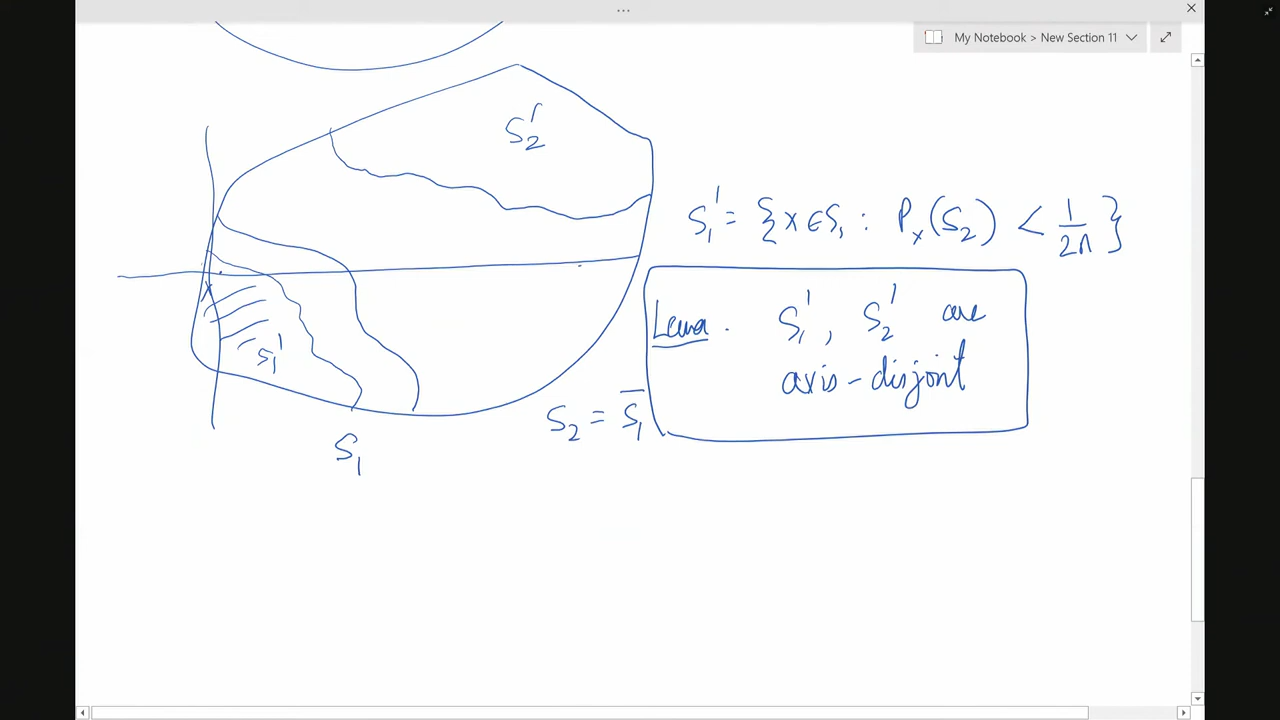 My Notebook > New Section 11
S₂′
S₁′ = {x ∈ S₁ : Pₓ(S₂) < 1/2n}
Lemma. S₁′, S₂′ are
axis-disjoint
S₁′
S₂ = S̅₁
S₁